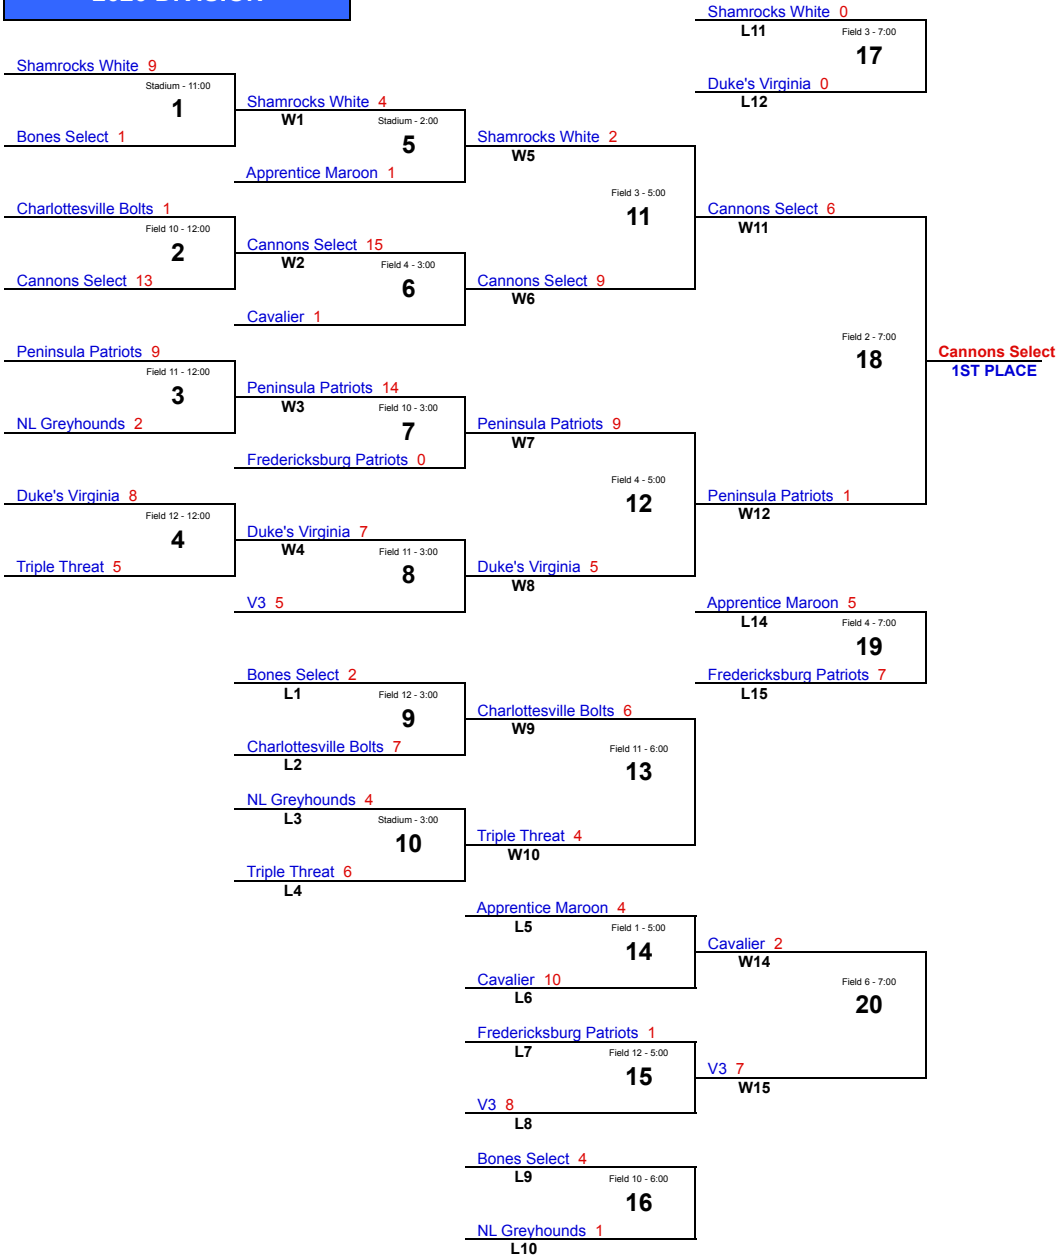 DIVISION
Shamrocks White 0
L11
Field 3 - 7:00
17
Duke's Virginia 0
L12
Shamrocks White 9
Stadium - 11:00
1
Bones Select 1
Shamrocks White 4
W1
Stadium - 2:00
5
Apprentice Maroon 1
Shamrocks White 2
W5
Field 3 - 5:00
11
Charlottesville Bolts 1
Field 10 - 12:00
2
Cannons Select 13
Cannons Select 15
W2
Field 4 - 3:00
6
Cavalier 1
Cannons Select 9
W6
Cannons Select 6
W11
Field 2 - 7:00
18
Cannons Select
1ST PLACE
Peninsula Patriots 9
Field 11 - 12:00
3
NL Greyhounds 2
Peninsula Patriots 14
W3
Field 10 - 3:00
7
Fredericksburg Patriots 0
Peninsula Patriots 9
W7
Field 4 - 5:00
12
Peninsula Patriots 1
W12
Duke's Virginia 8
Field 12 - 12:00
4
Triple Threat 5
Duke's Virginia 7
W4
Field 11 - 3:00
8
V3 5
Duke's Virginia 5
W8
Apprentice Maroon 5
L14
Field 4 - 7:00
19
Fredericksburg Patriots 7
L15
Bones Select 2
L1
Field 12 - 3:00
9
Charlottesville Bolts 7
L2
Charlottesville Bolts 6
W9
Field 11 - 6:00
13
NL Greyhounds 4
L3
Stadium - 3:00
10
Triple Threat 6
L4
Triple Threat 4
W10
Apprentice Maroon 4
L5
Field 1 - 5:00
14
Cavalier 10
L6
Cavalier 2
W14
Field 6 - 7:00
20
Fredericksburg Patriots 1
L7
Field 12 - 5:00
15
V3 8
L8
V3 7
W15
Bones Select 4
L9
Field 10 - 6:00
16
NL Greyhounds 1
L10